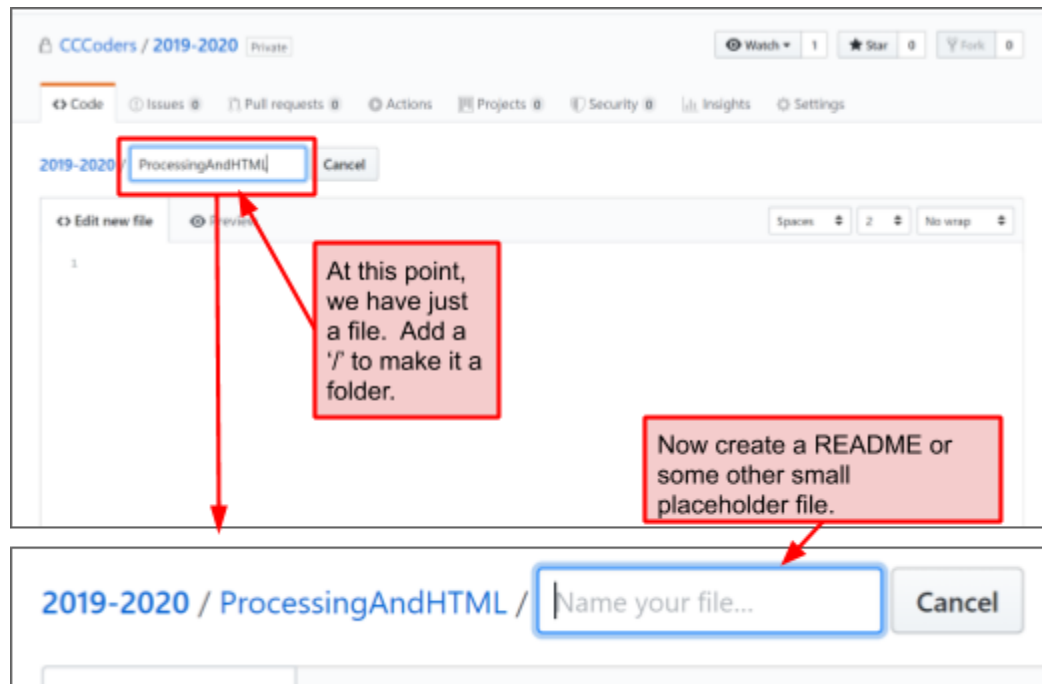 CCCoders / 2019-2020 Private
Watch 1 Star 0 Fork 0
Code Issues 0 Pull requests 0 Actions Projects 0 Security 0 Insights Settings
2019-2020 / ProcessingAndHTML Cancel
Edit new file Preview
Spaces 2 No wrap
1
At this point,
we have just
a file. Add a
‘/’ to make it a
folder.
Now create a README or
some other small
placeholder file.
2019-2020 / ProcessingAndHTML / Name your file... Cancel